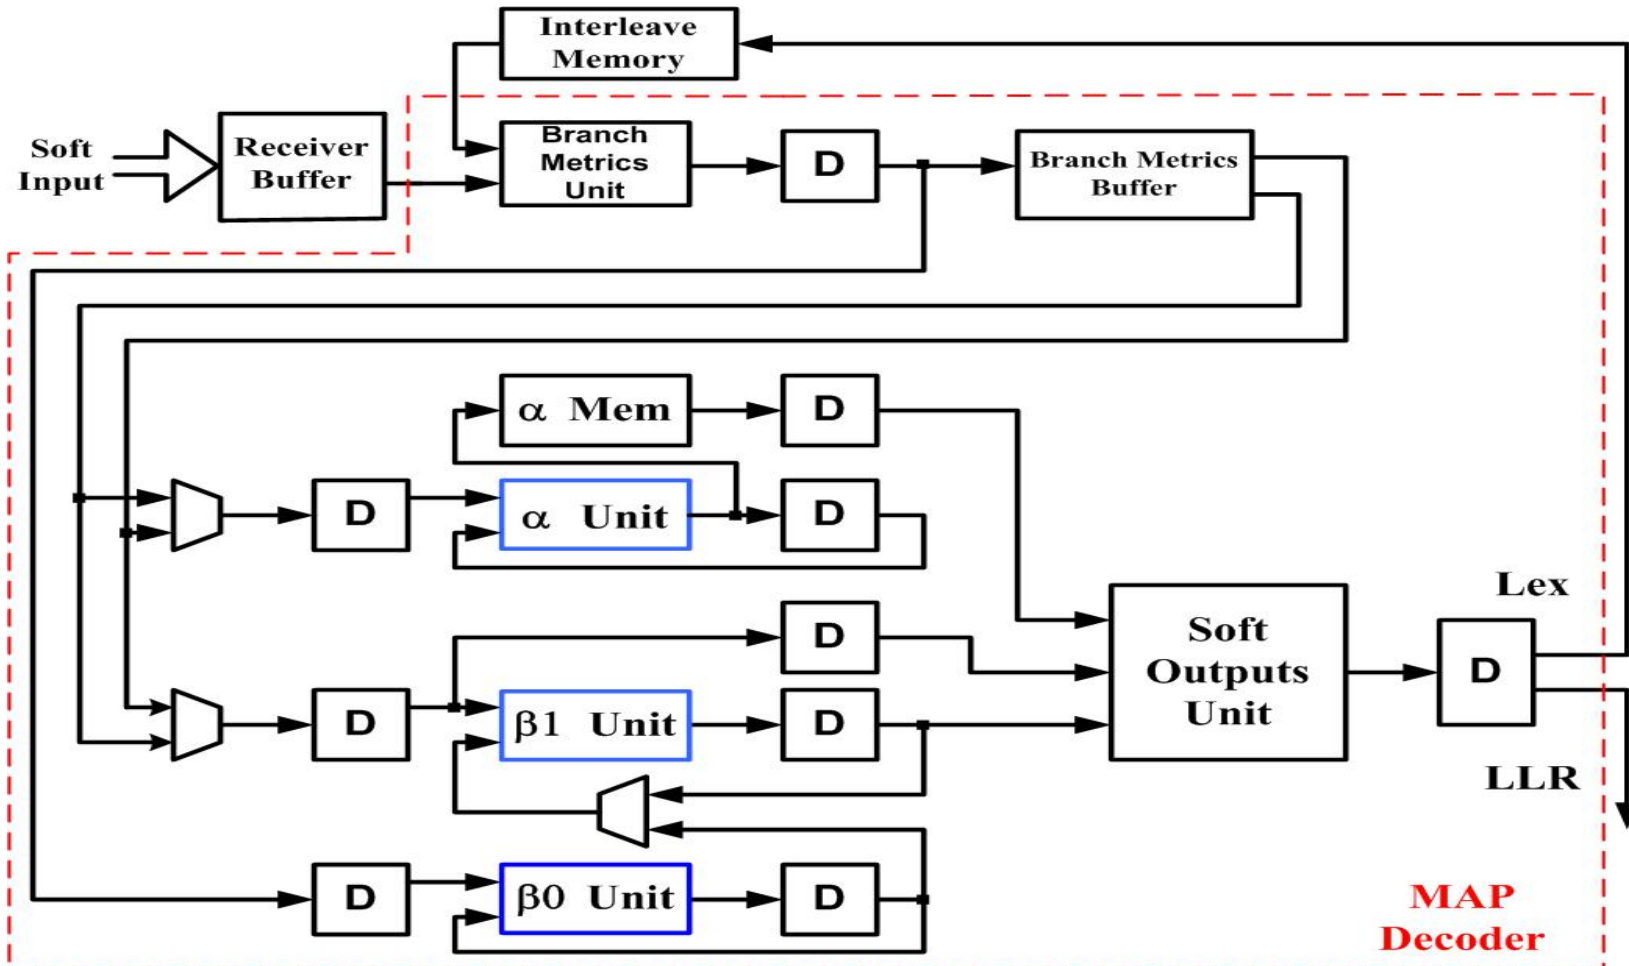 Interleave
Memory
Soft
Input
Receiver
Buffer
Branch
Metrics
Unit
D
Branch Metrics
Buffer
α Mem
D
D
α Unit
D
D
D
β1 Unit
D
Soft
Outputs
Unit
Lex
D
LLR
D
β0 Unit
D
MAP
Decoder